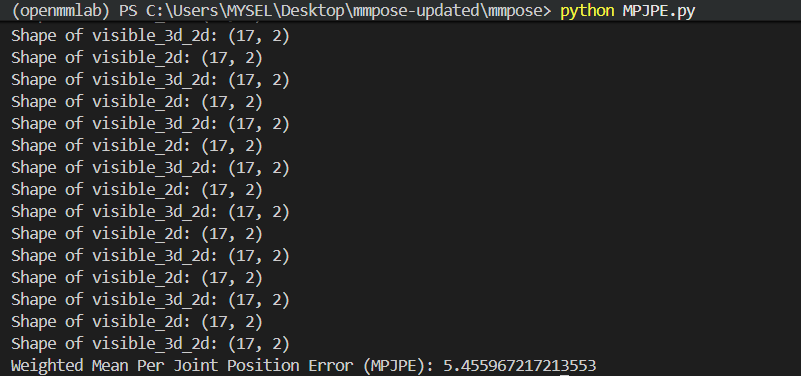 (openmmlab) PS C:\Users\MYSEL\Desktop\mmpose-updated\mmpose> python MPJPE.py
Shape of visible_3d_2d: (17, 2)
Shape of visible_2d: (17, 2)
Shape of visible_3d_2d: (17, 2)
Shape of visible_2d: (17, 2)
Shape of visible_3d_2d: (17, 2)
Shape of visible_2d: (17, 2)
Shape of visible_3d_2d: (17, 2)
Shape of visible_2d: (17, 2)
Shape of visible_3d_2d: (17, 2)
Shape of visible_2d: (17, 2)
Shape of visible_3d_2d: (17, 2)
Shape of visible_2d: (17, 2)
Shape of visible_3d_2d: (17, 2)
Shape of visible_2d: (17, 2)
Shape of visible_3d_2d: (17, 2)
Weighted Mean Per Joint Position Error (MPJPE): 5.455967217213553